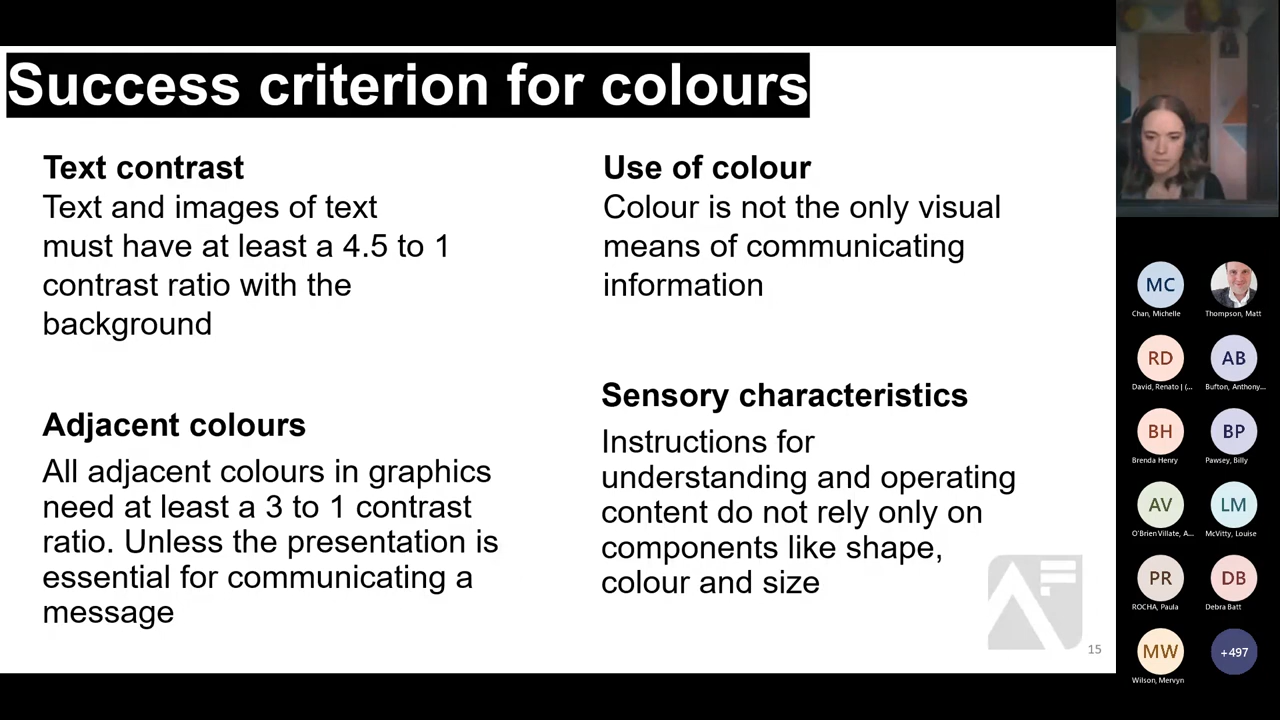 Success criterion for colours
Text contrast
Text and images of text
must have at least a 4.5 to 1
contrast ratio with the
background
Adjacent colours
All adjacent colours in graphics
need at least a 3 to 1 contrast
ratio. Unless the presentation is
essential for communicating a
message
Use of colour
Colour is not the only visual
means of communicating
information
Sensory characteristics
Instructions for
understanding and operating
content do not rely only on
components like shape,
colour and size
15
MC
Chan, Michelle
Thompson, Matt
RD
David, Renato J (...
AB
Bufton, Anthony...
BH
Brenda Henry
BP
Pawsey, Billy
AV
O'Brien Villate, A...
LM
McVitty, Louise
PR
ROCHA, Paula
DB
Debra Batt
MW
Wilson, Mervyn
+497